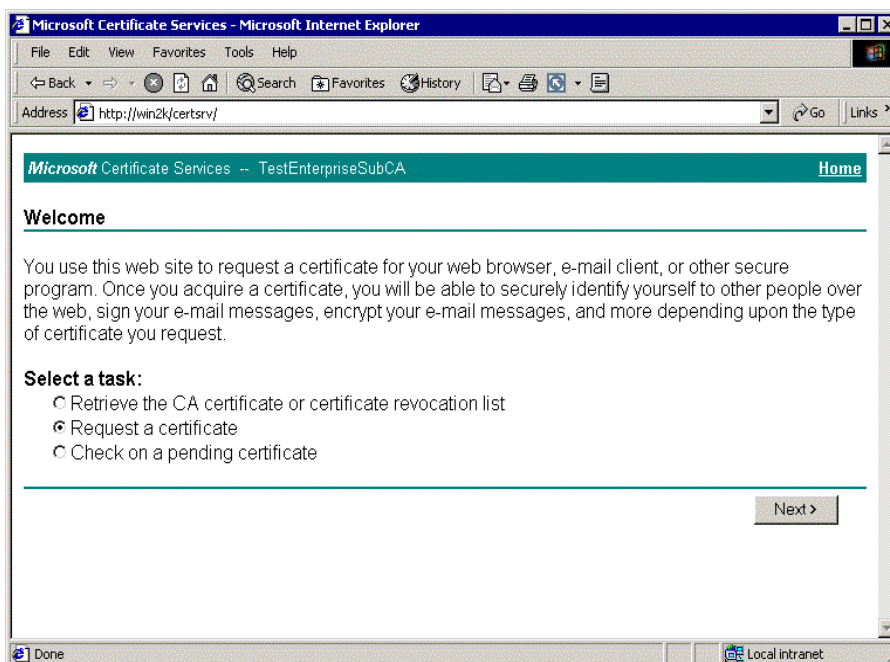 Microsoft Certificate Services - Microsoft Internet Explorer
File Edit View Favorites Tools Help
Back Search Favorites History
Address http://win2k/certsrv/ Go Links
Microsoft Certificate Services -- TestEnterpriseSubCA Home
Welcome
You use this web site to request a certificate for your web browser, e-mail client, or other secure
program. Once you acquire a certificate, you will be able to securely identify yourself to other people over
the web, sign your e-mail messages, encrypt your e-mail messages, and more depending upon the type
of certificate you request.
Select a task:
Retrieve the CA certificate or certificate revocation list
Request a certificate
Check on a pending certificate
Next >
Done Local intranet